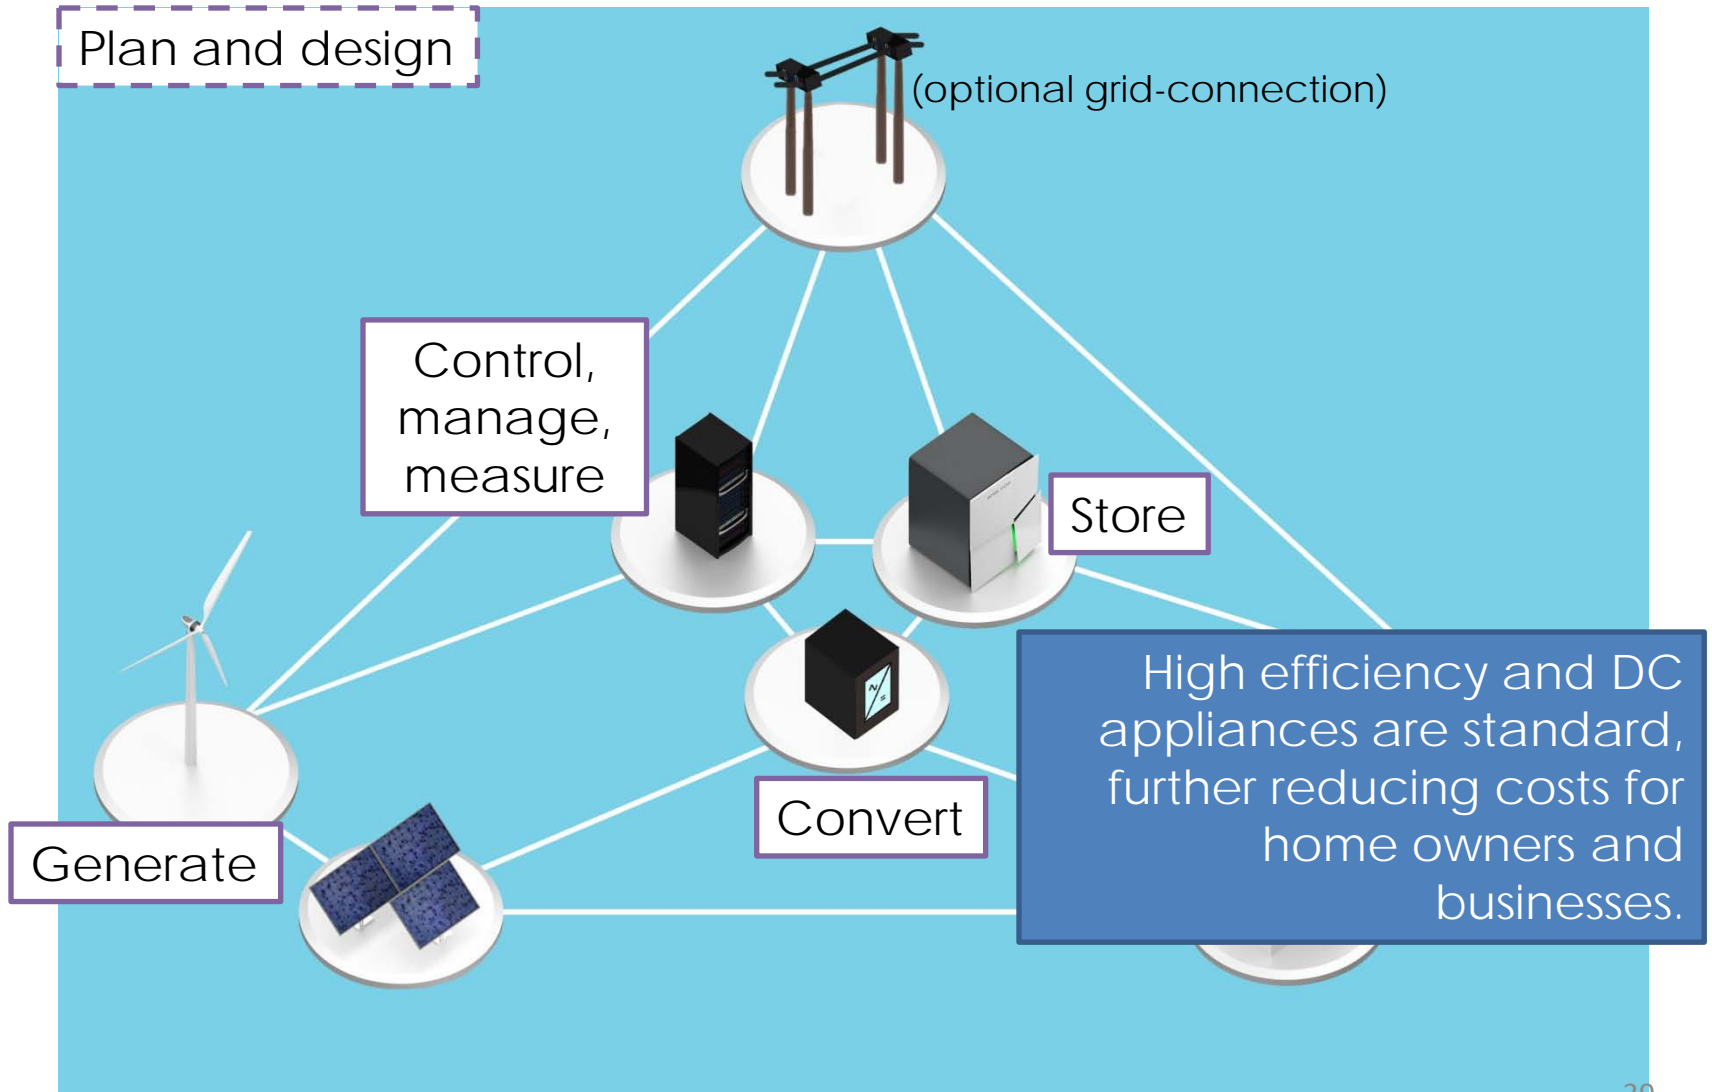 Plan and design
(optional grid-connection)
Control,
manage,
measure
Store
High efficiency and DC
appliances are standard,
further reducing costs for
home owners and
businesses.
Convert
Generate